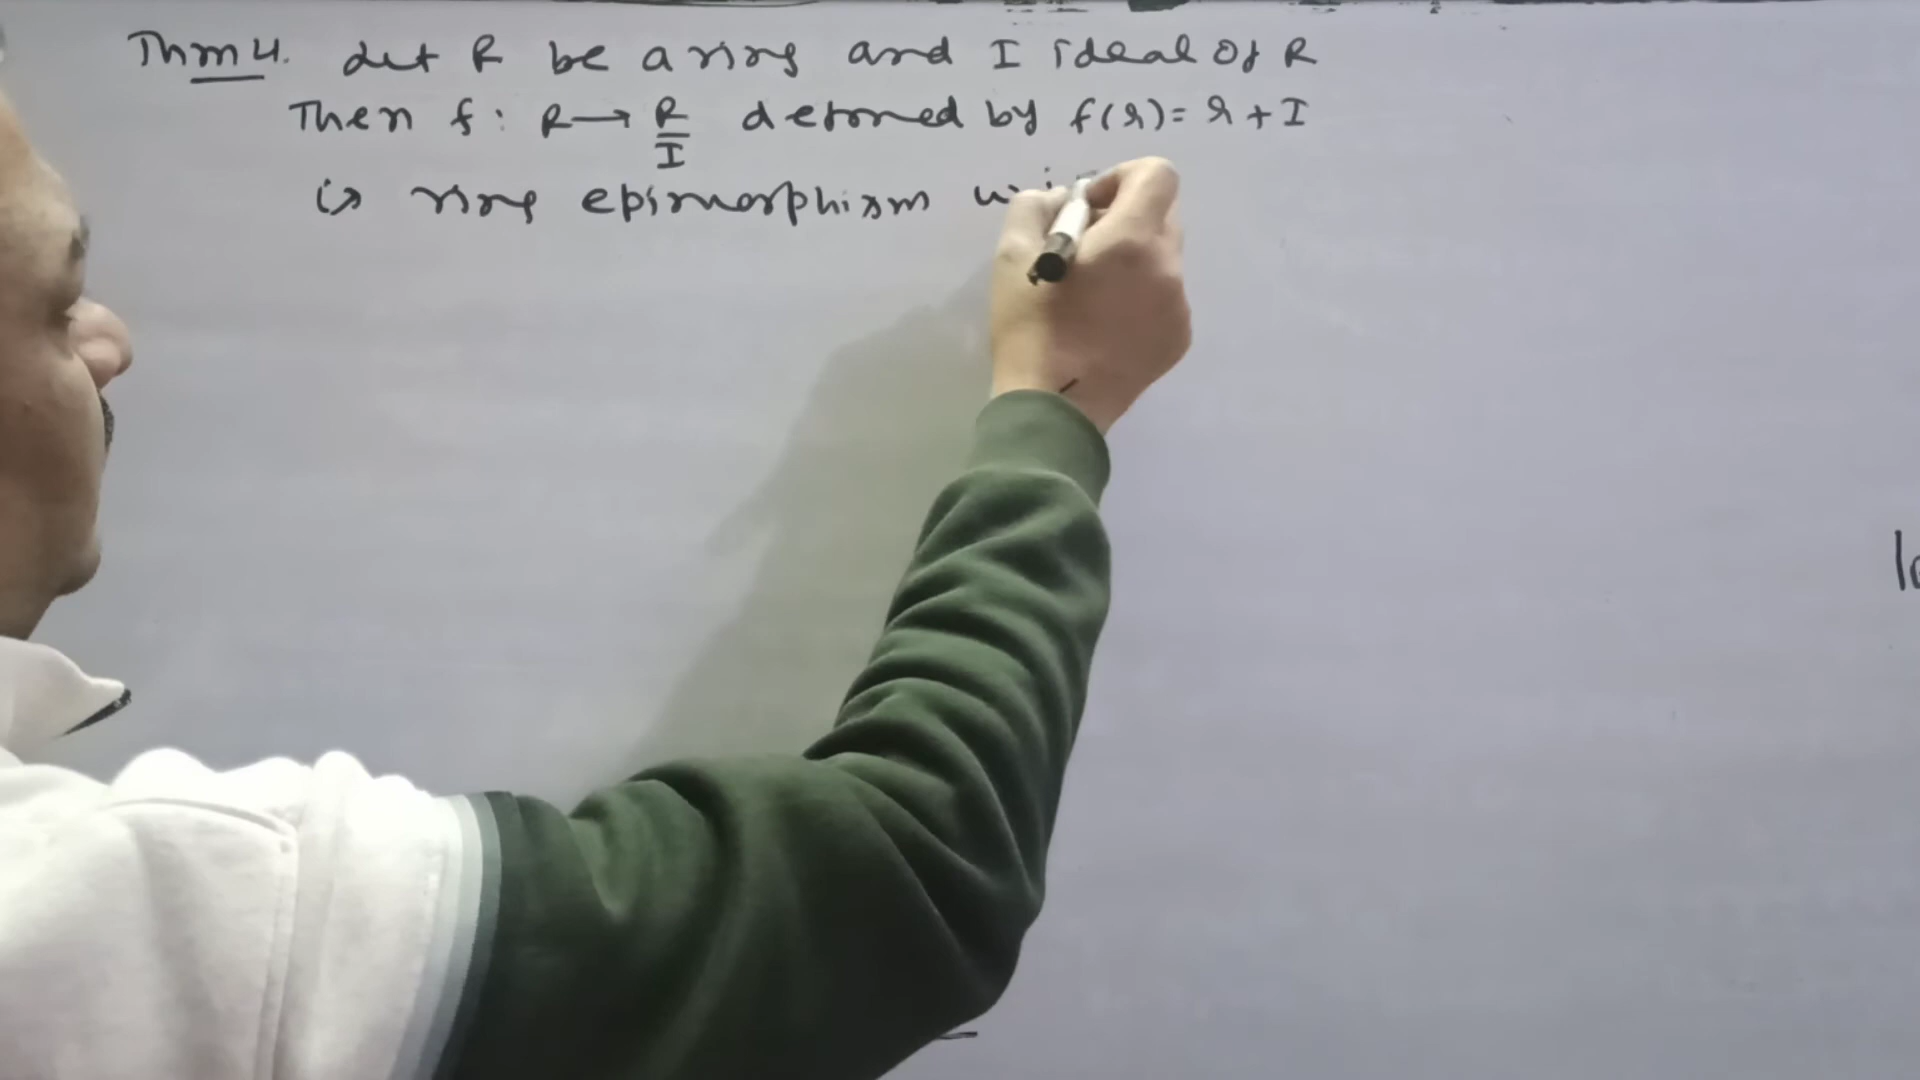 Thm 4. Let R be a ring and I ideal of R
Then f: R → R/I defined by f(r) = r + I
is ring epimorphism